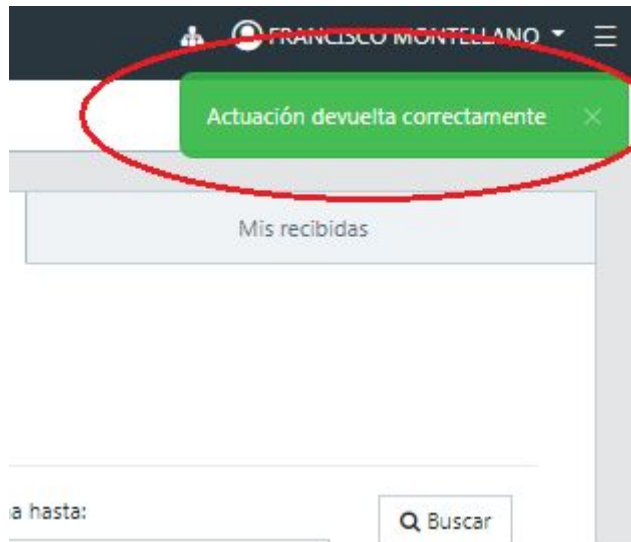 FRANCISCO MONTELLANO
Actuación devuelta correctamente
Mis recibidas
a hasta:
Buscar